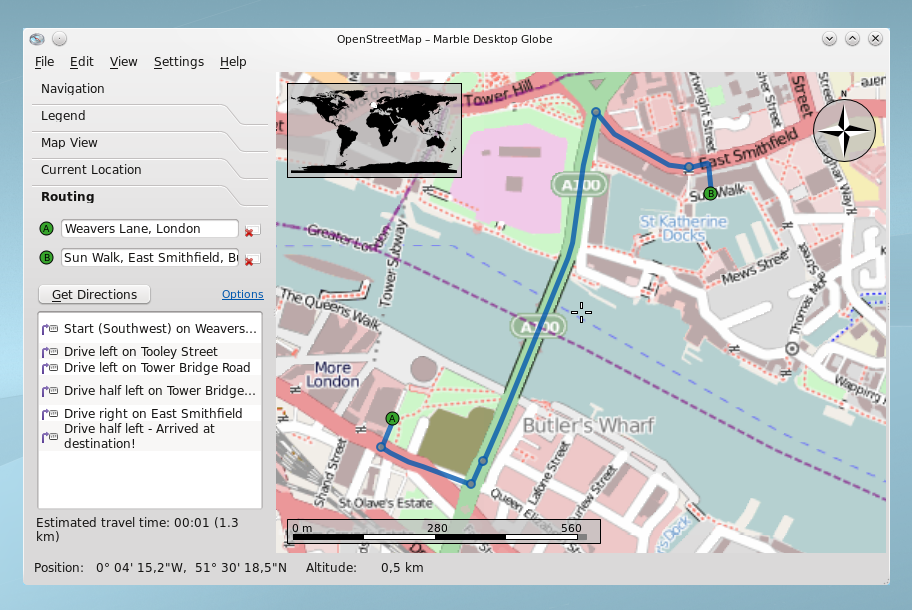 OpenStreetMap – Marble Desktop Globe
File Edit View Settings Help
Navigation
Legend
Map View
Current Location
Routing
A Weavers Lane, London
B Sun Walk, East Smithfield, B
Get Directions Options
Start (Southwest) on Weavers...
Drive left on Tooley Street
Drive left on Tower Bridge Road
Drive half left on Tower Bridge...
Drive right on East Smithfield
Drive half left - Arrived at
destination!
Estimated travel time: 00:01 (1.3
km)
Tower Hill
N
Street
East Smithfield
A100
B
Walk
St Katherine
Docks
Greater London
Tower Subway
Mews Street
Thomas More
Street
The Queens Walk
A100
More
London
Wapping
A
Butler's Wharf
Shand Street
Lafone Street
Curlew Street
Queen Elizabeth
St Olave's Estate
s Dock
0 m 280 560
Position: 0° 04' 15,2"W, 51° 30' 18,5"N Altitude: 0,5 km